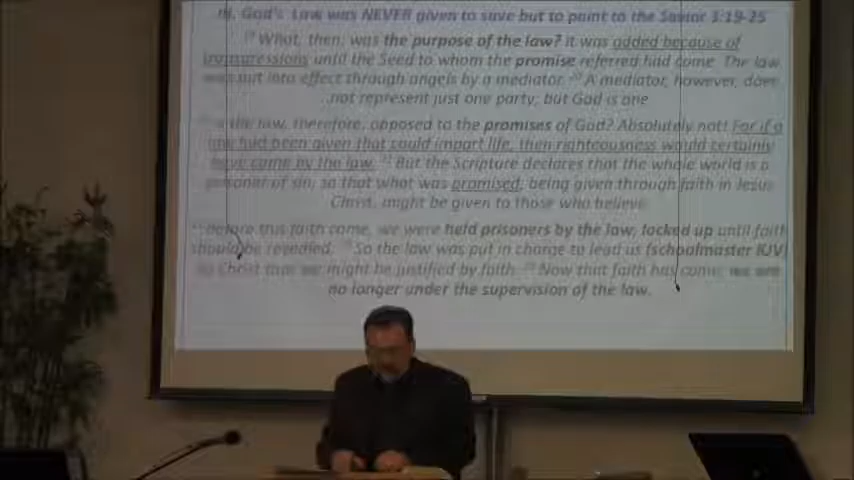 God's Law was NEVER given to save but to point to the Savior 3:19-25
What, then, was the purpose of the law? It was added because of
transgressions until the Seed to whom the promise referred had come. The law
was put into effect through angels by a mediator. 20 A mediator, however, does
not represent just one party; but God is one
the law, therefore, opposed to the promises of God? Absolutely not! For if a
law had been given that could impart life, then righteousness would certainly
have come by the law. But the Scripture declares that the whole world is a
prisoner of sin, so that what was promised, being given through faith in Jesus
Christ, might be given to those who believe
Before this faith came, we were held prisoners by the law, locked up until faith
should be revealed. So the law was put in charge to lead us (schoolmaster KJV)
to Christ that we might be justified by faith. Now that faith has come, we are
no longer under the supervision of the law.